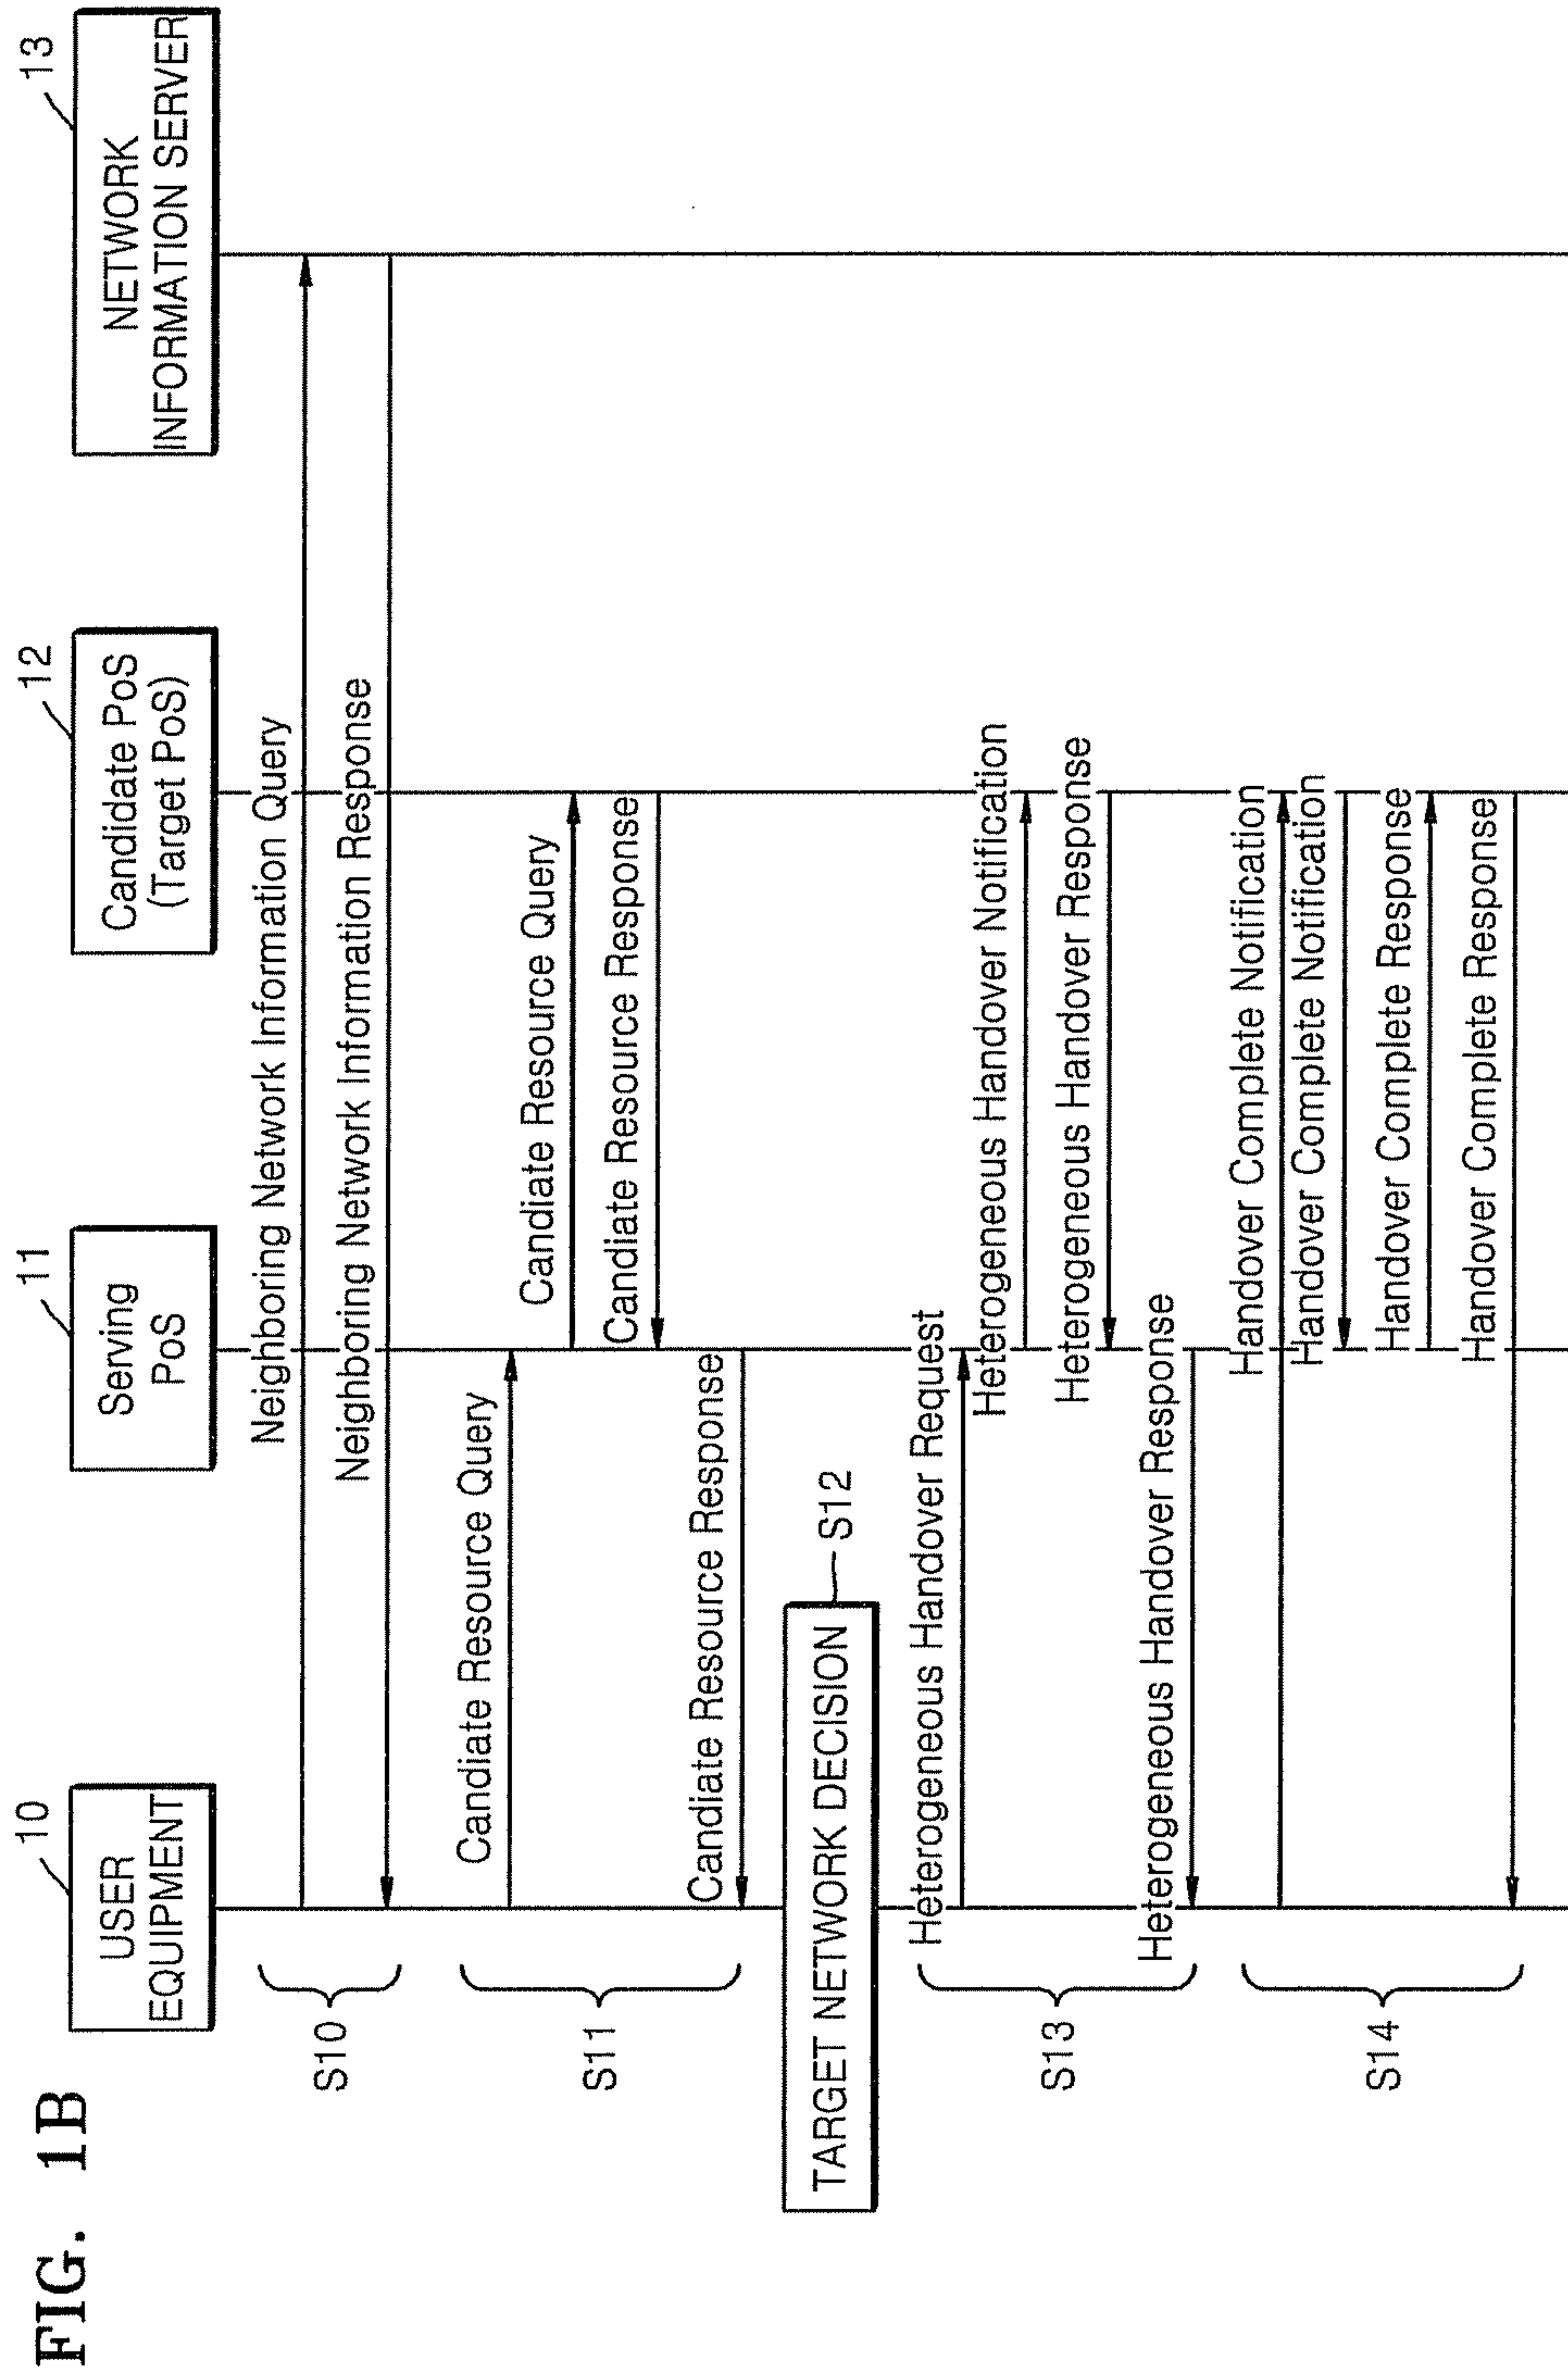 FIG. 1B
10
11
12
13
USER
EQUIPMENT
Serving
PoS
Candidate PoS
(Target PoS)
NETWORK
INFORMATION SERVER
S10
Neighboring Network Information Query
Neighboring Network Information Response
S11
Candidate Resource Query
Candidate Resource Query
Candidate Resource Response
Candiate Resource Response
TARGET NETWORK DECISION
S12
S13
Heterogeneous Handover Request
Heterogeneous Handover Notification
Heterogeneous Handover Response
Heterogeneous Handover Response
S14
Handover Complete Notification
Handover Complete Notification
Handover Complete Response
Handover Complete Response